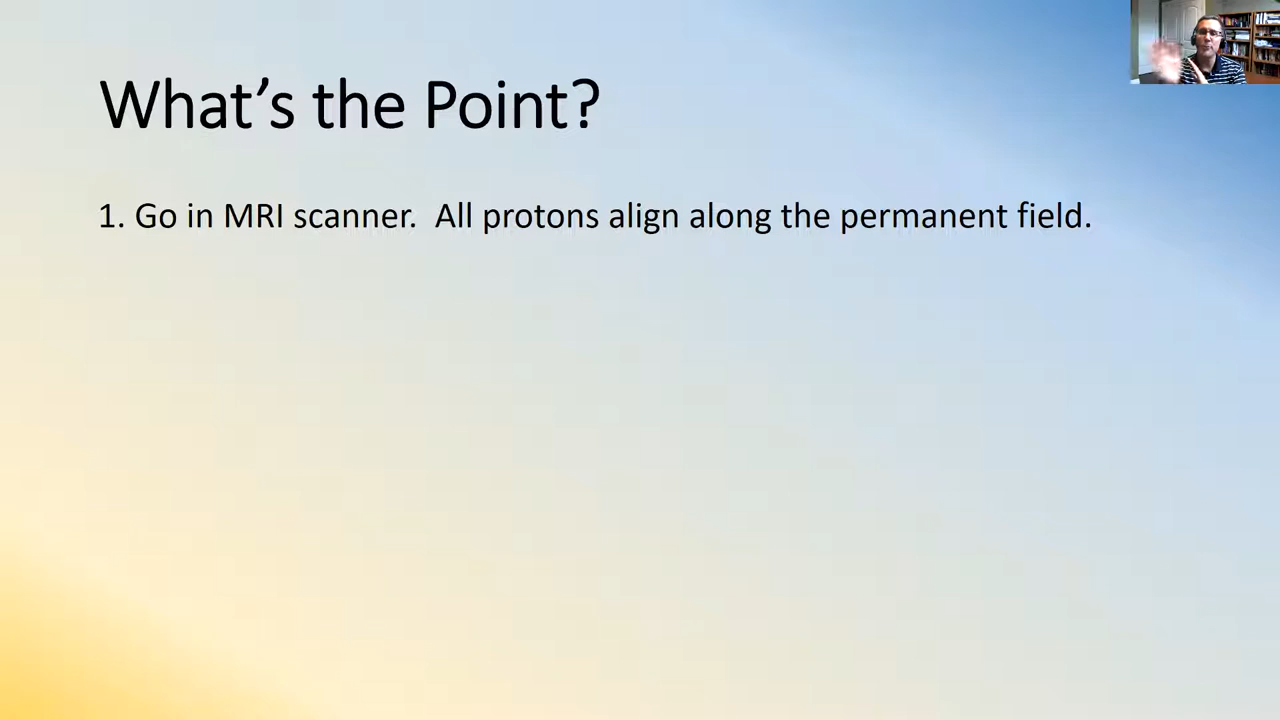 What’s the Point?
1. Go in MRI scanner.  All protons align along the permanent field.